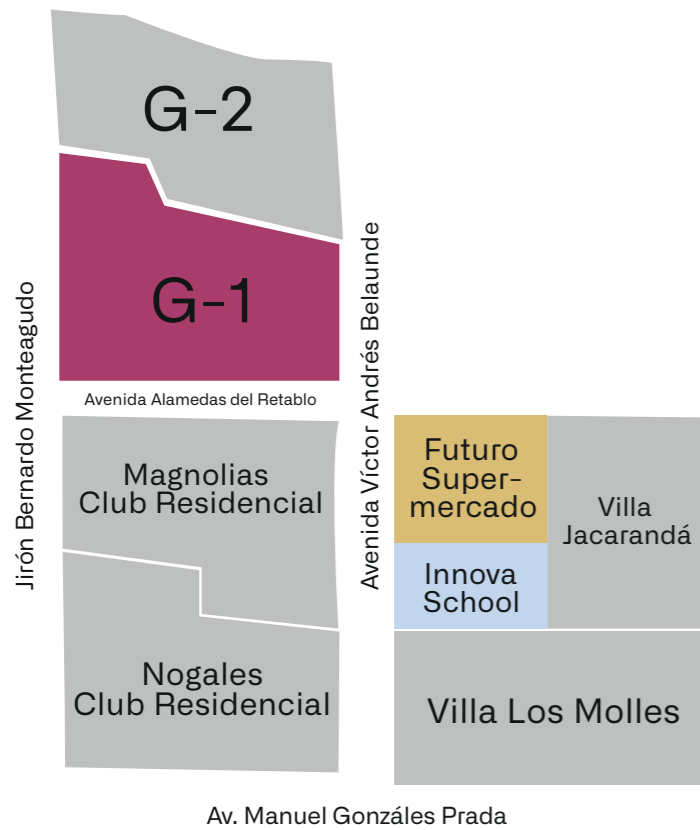 G-2
G-1
Jirón Bernardo Monteagudo
Avenida Víctor Andrés Belaunde
Avenida Alamedas del Retablo
Magnolias
Club Residencial
Futuro
Super-
mercado
Villa
Jacarandá
Innova
School
Nogales
Club Residencial
Villa Los Molles
Av. Manuel Gonzáles Prada